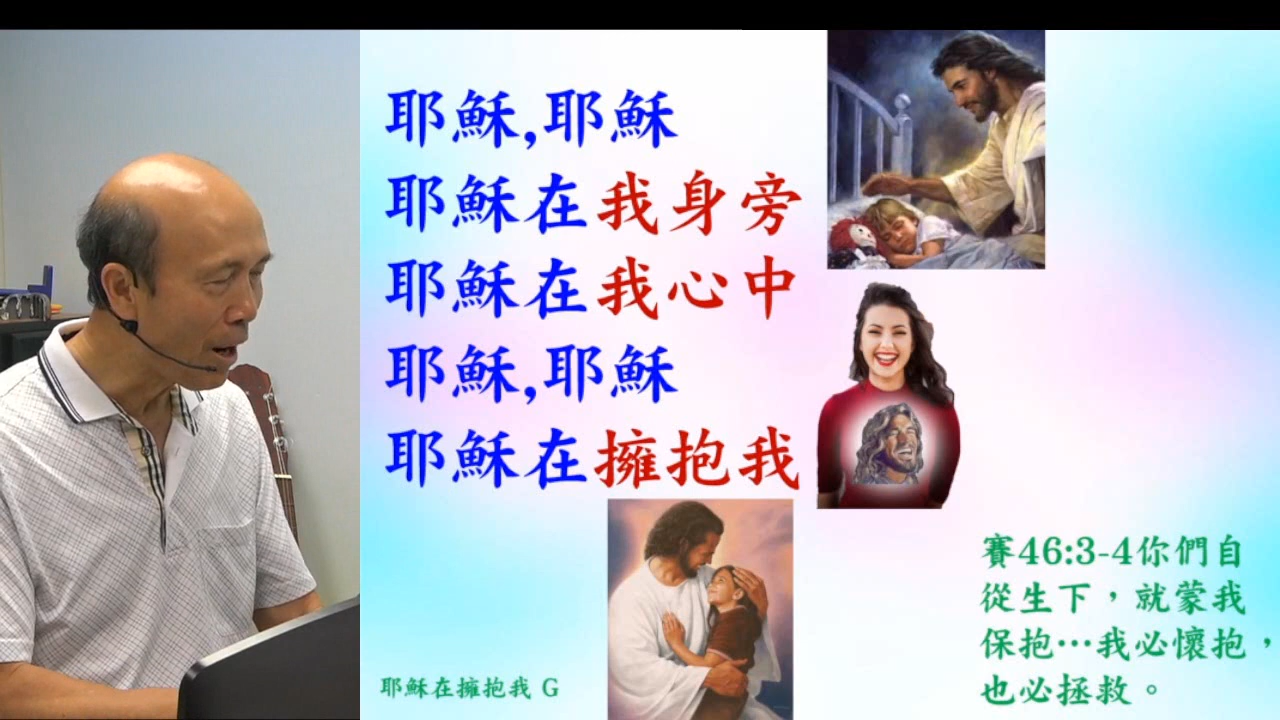 耶穌,耶穌
耶穌在我身旁
耶穌在我心中
耶穌,耶穌
耶穌在擁抱我
賽46:3-4你們自
從生下，就蒙我
保抱…我必懷抱，
也必拯救。
耶穌在擁抱我 G